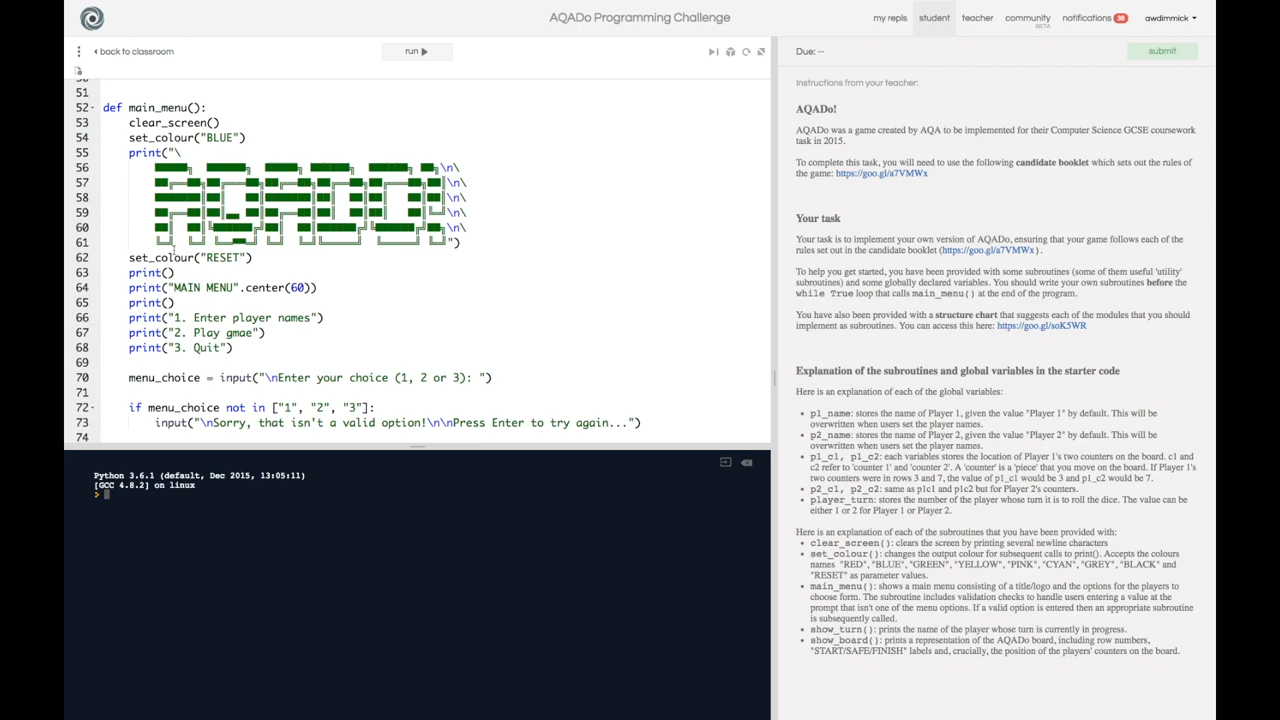 AQADo Programming Challenge
my repls
student
teacher
community
BETA
notifications 36
awdimmick
back to classroom
run
Due: --
submit
51
52 def main_menu():
53 clear_screen()
54 set_colour("BLUE")
55 print("\
56 \n\
57 \n\
58 \n\
59 \n\
60 \n\
61 ")
62 set_colour("RESET")
63 print()
64 print("MAIN MENU".center(60))
65 print()
66 print("1. Enter player names")
67 print("2. Play gmae")
68 print("3. Quit")
69
70 menu_choice = input("\nEnter your choice (1, 2 or 3): ")
71
72 if menu_choice not in ["1", "2", "3"]:
73 input("\nSorry, that isn't a valid option!\n\nPress Enter to try again...")
74
Python 3.6.1 (default, Dec 2015, 13:05:11)
[GCC 4.8.2] on linux
>
Instructions from your teacher:
AQADo!
AQADo was a game created by AQA to be implemented for their Computer Science GCSE coursework
task in 2015.
To complete this task, you will need to use the following candidate booklet which sets out the rules of
the game: https://goo.gl/a7VMWx
Your task
Your task is to implement your own version of AQADo, ensuring that your game follows each of the
rules set out in the candidate booklet (https://goo.gl/a7VMWx).
To help you get started, you have been provided with some subroutines (some of them useful 'utility'
subroutines) and some globally declared variables. You should write your own subroutines before the
while True loop that calls main_menu() at the end of the program.
You have also been provided with a structure chart that suggests each of the modules that you should
implement as subroutines. You can access this here: https://goo.gl/soK5WR
Explanation of the subroutines and global variables in the starter code
Here is an explanation of each of the global variables:
• p1_name: stores the name of Player 1, given the value "Player 1" by default. This will be
overwritten when users set the player names.
• p2_name: stores the name of Player 2, given the value "Player 2" by default. This will be
overwritten when users set the player names.
• p1_c1, p1_c2: each variables stores the location of Player 1's two counters on the board. c1 and
c2 refer to 'counter 1' and 'counter 2'. A 'counter' is a 'piece' that you move on the board. If Player 1's
two counters were in rows 3 and 7, the value of p1_c1 would be 3 and p1_c2 would be 7.
• p2_c1, p2_c2: same as p1c1 and p1c2 but for Player 2's counters.
• player_turn: stores the number of the player whose turn it is to roll the dice. The value can be
either 1 or 2 for Player 1 or Player 2.
Here is an explanation of each of the subroutines that you have been provided with:
• clear_screen(): clears the screen by printing several newline characters
• set_colour(): changes the output colour for subsequent calls to print(). Accepts the colours
names "RED", "BLUE", "GREEN", "YELLOW", "PINK", "CYAN", "GREY", "BLACK" and
"RESET" as parameter values.
• main_menu(): shows a main menu consisting of a title/logo and the options for the players to
choose form. The subroutine includes validation checks to handle users entering a value at the
prompt that isn't one of the menu options. If a valid option is entered then an appropriate subroutine
is subsequently called.
• show_turn(): prints the name of the player whose turn is currently in progress.
• show_board(): prints a representation of the AQADo board, including row numbers,
"START/SAFE/FINISH" labels and, crucially, the position of the players' counters on the board.